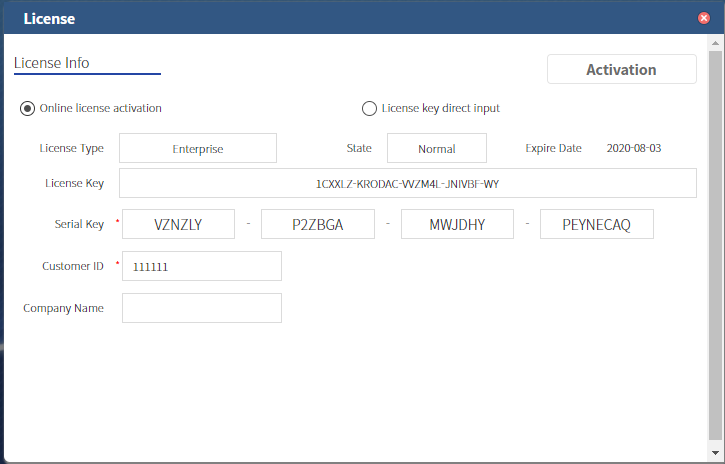 License
License Info
Activation
Online license activation
License key direct input
License Type Enterprise State Normal Expire Date 2020-08-03
License Key 1CXXLZ-KRODAC-VVZM4L-JNIVBF-WY
Serial Key * VZNZLY - P2ZBGA - MWJDHY - PEYNECAQ
Customer ID * 111111
Company Name